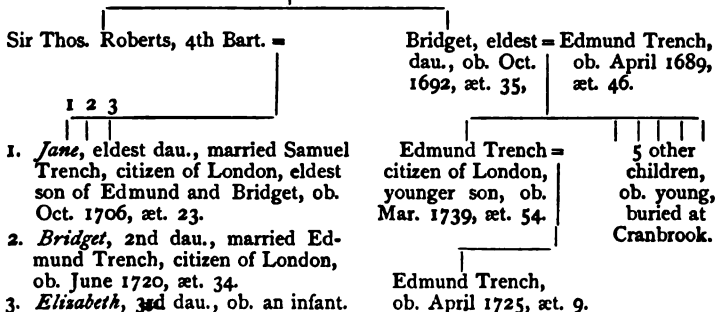 Sir Thos. Roberts, 4th Bart. =
Bridget, eldest = Edmund Trench,
dau., ob. Oct. ob. April 1689,
1692, æt. 35, æt. 46.
1 2 3
1. Jane, eldest dau., married Samuel
Trench, citizen of London, eldest
son of Edmund and Bridget, ob.
Oct. 1706, æt. 23.
2. Bridget, 2nd dau., married Ed-
mund Trench, citizen of London,
ob. June 1720, æt. 34.
3. Elizabeth, 3rd dau., ob. an infant.
Edmund Trench =
citizen of London,
younger son, ob.
Mar. 1739, æt. 54.
5 other
children,
ob. young,
buried at
Cranbrook.
Edmund Trench,
ob. April 1725, æt. 9.